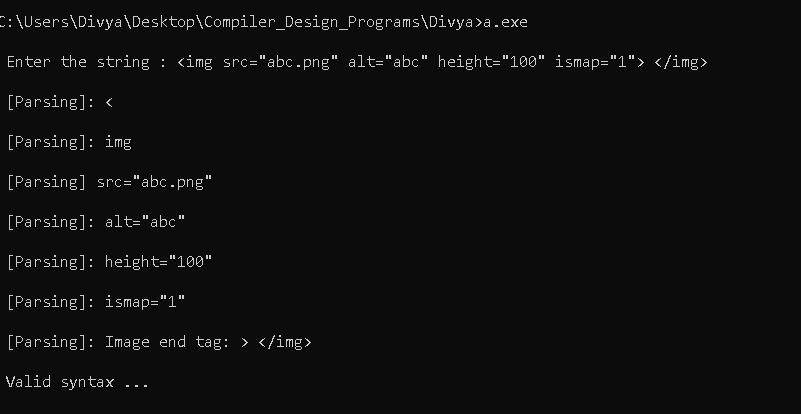 C:\Users\Divya\Desktop\Compiler_Design_Programs\Divya>a.exe
Enter the string : <img src="abc.png" alt="abc" height="100" ismap="1"> </img>
[Parsing]: <
[Parsing]: img
[Parsing] src="abc.png"
[Parsing]: alt="abc"
[Parsing]: height="100"
[Parsing]: ismap="1"
[Parsing]: Image end tag: > </img>
Valid syntax ...